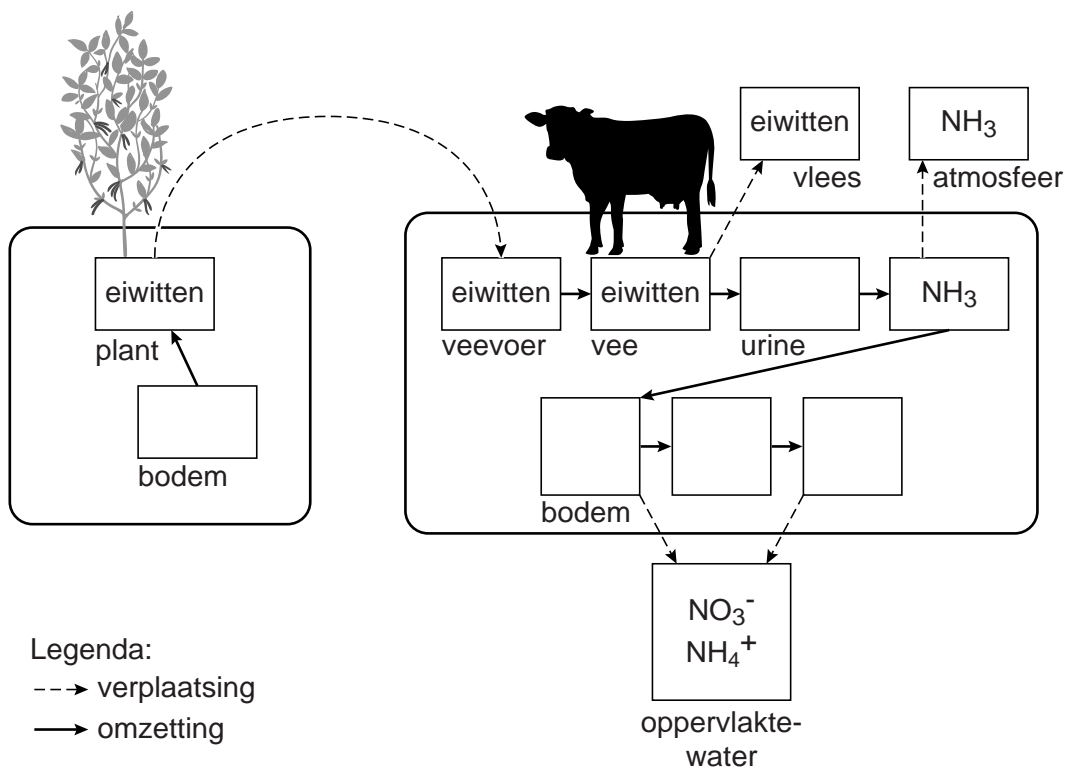 eiwitten
vlees
NH₃
atmosfeer
eiwitten
plant
bodem
eiwitten
veevoer
eiwitten
vee
urine
NH₃
bodem
NO₃⁻
NH₄⁺
oppervlakte-
water
Legenda:
verplaatsing
omzetting